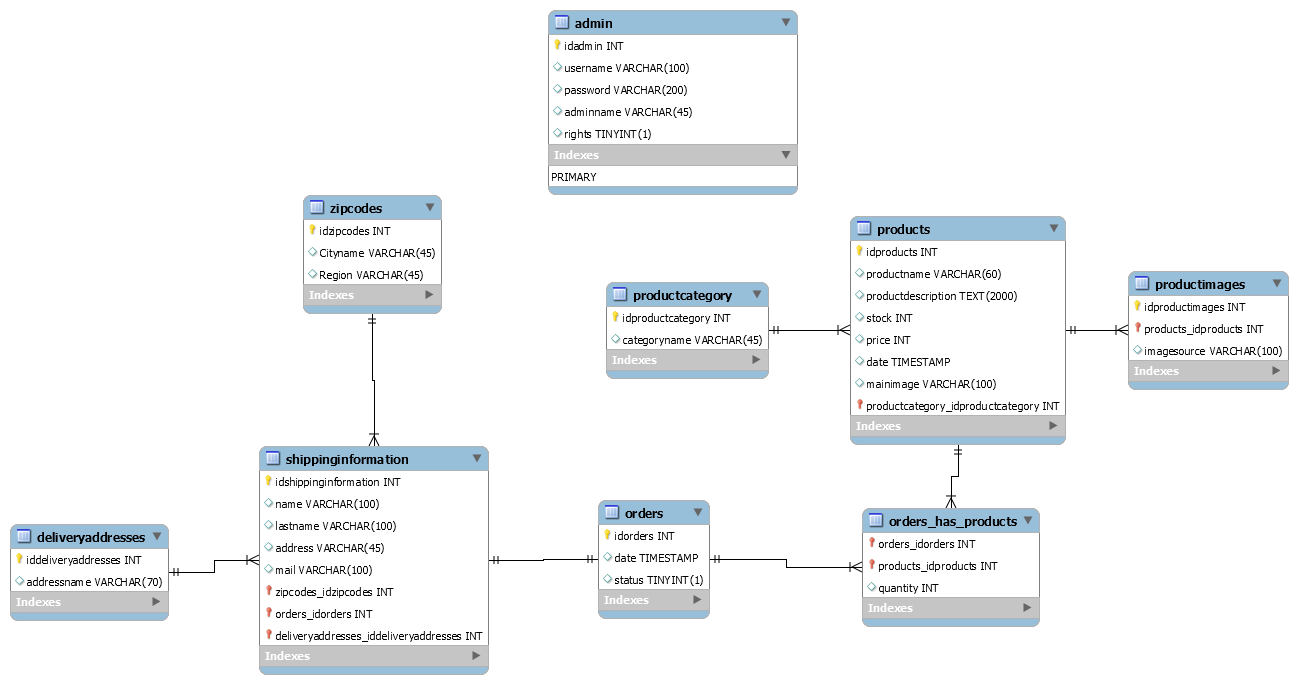 admin
idadmin INT
username VARCHAR(100)
password VARCHAR(200)
adminname VARCHAR(45)
rights TINYINT(1)
Indexes
PRIMARY
zipcodes
idzipcodes INT
Cityname VARCHAR(45)
Region VARCHAR(45)
Indexes
productcategory
idproductcategory INT
categoryname VARCHAR(45)
Indexes
products
idproducts INT
productname VARCHAR(60)
productdescription TEXT(2000)
stock INT
price INT
date TIMESTAMP
mainimage VARCHAR(100)
productcategory_idproductcategory INT
Indexes
productimages
idproductimages INT
products_idproducts INT
imagesource VARCHAR(100)
Indexes
deliveryaddresses
iddeliveryaddresses INT
addressname VARCHAR(70)
Indexes
shippinginformation
idshippinginformation INT
name VARCHAR(100)
lastname VARCHAR(100)
address VARCHAR(45)
mail VARCHAR(100)
zipcodes_idzipcodes INT
orders_idorders INT
deliveryaddresses_iddeliveryaddresses INT
Indexes
orders
idorders INT
date TIMESTAMP
status TINYINT(1)
Indexes
orders_has_products
orders_idorders INT
products_idproducts INT
quantity INT
Indexes